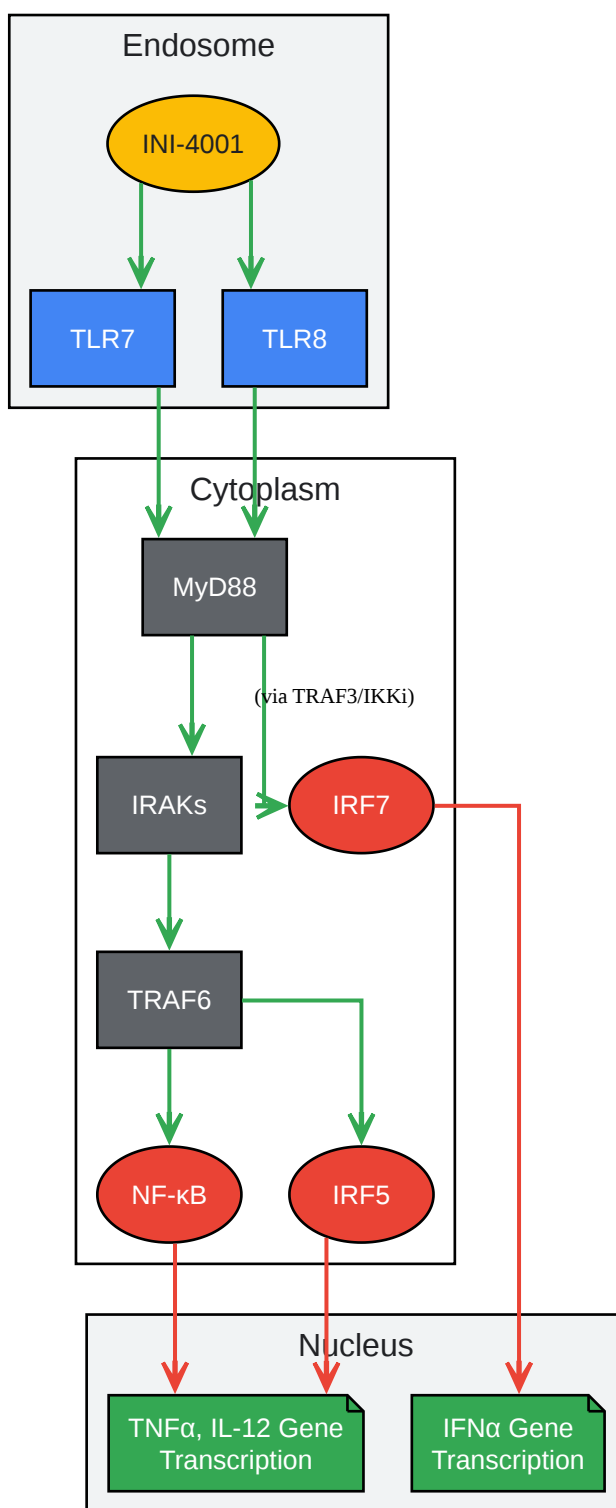 Endosome
INI-4001
TLR7
TLR8
Cytoplasm
MyD88
(via TRAF3/IKKi)
IRAKs
IRF7
TRAF6
NF-κB
IRF5
Nucleus
TNFα, IL-12 Gene
Transcription
IFNα Gene
Transcription